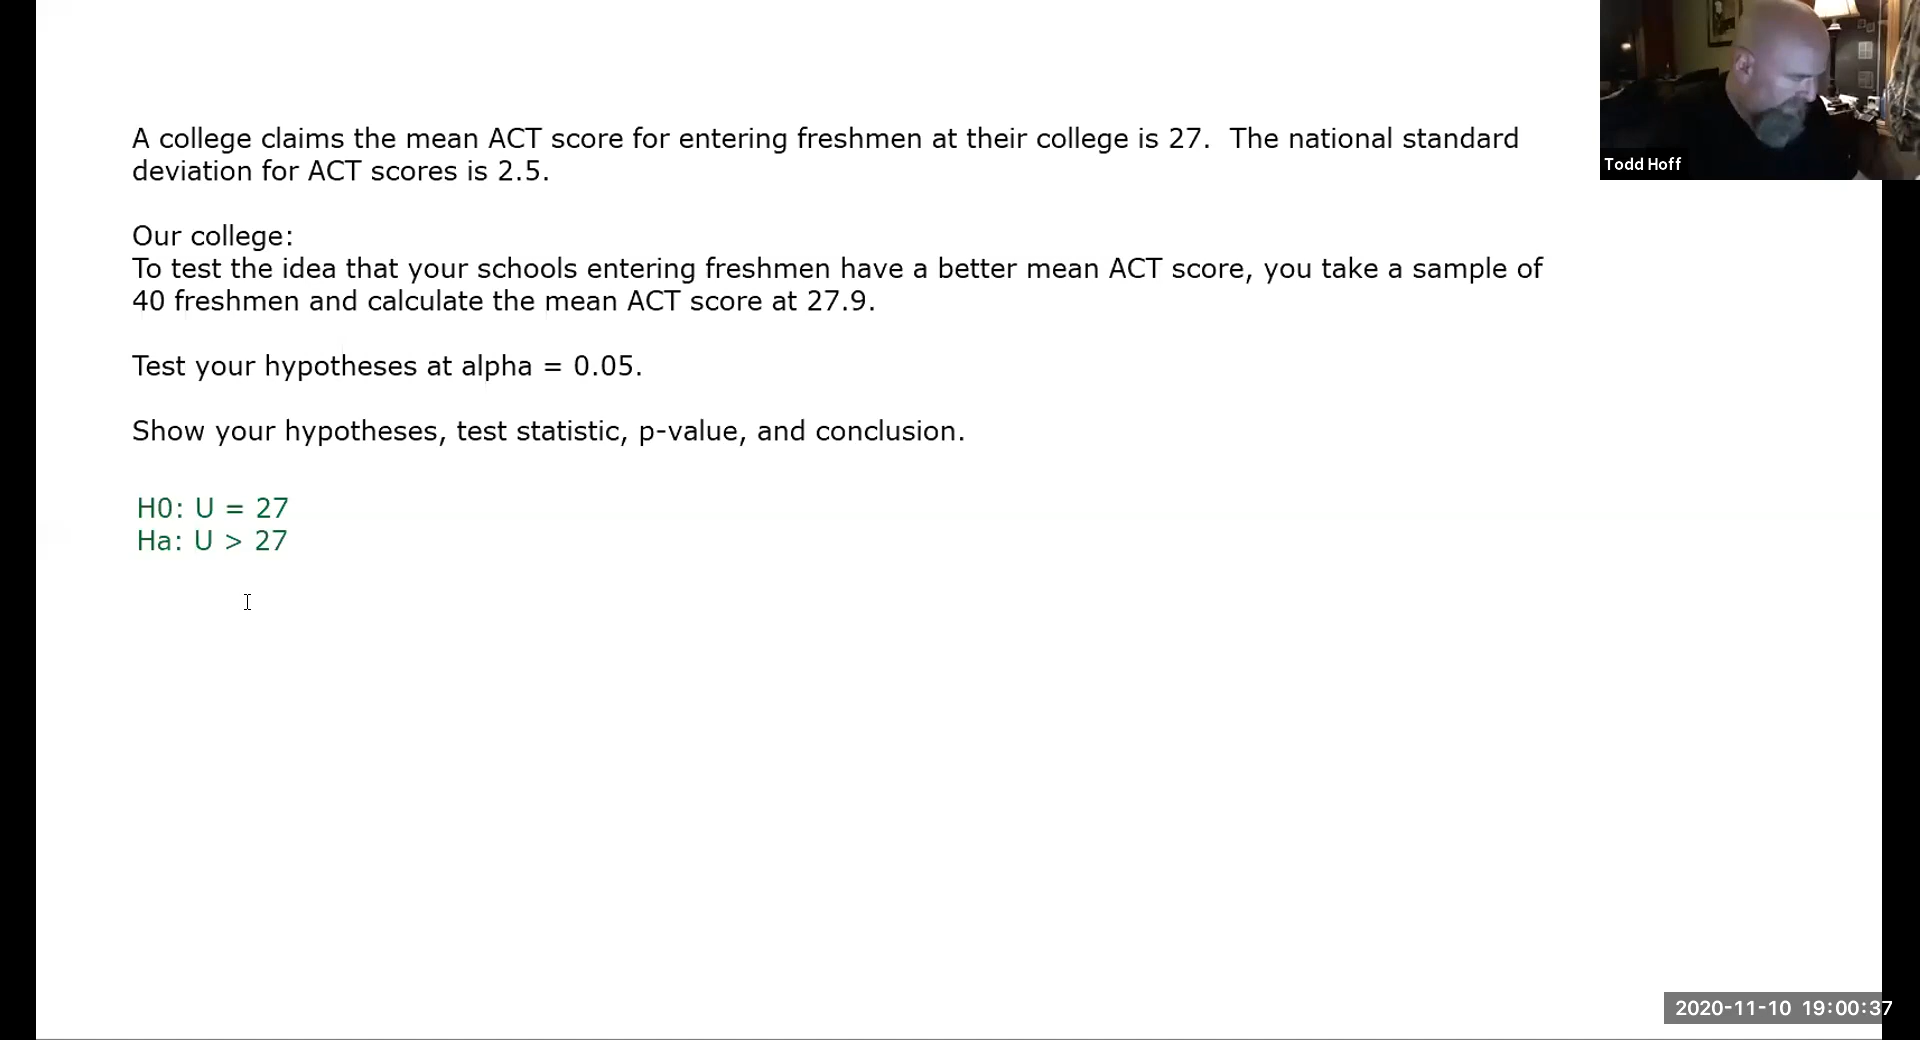 A college claims the mean ACT score for entering freshmen at their college is 27.  The national standard
deviation for ACT scores is 2.5.
Our college:
To test the idea that your schools entering freshmen have a better mean ACT score, you take a sample of
40 freshmen and calculate the mean ACT score at 27.9.
Test your hypotheses at alpha = 0.05.
Show your hypotheses, test statistic, p-value, and conclusion.
H0: U = 27
Ha: U > 27
Todd Hoff
2020-11-10 19:00:37